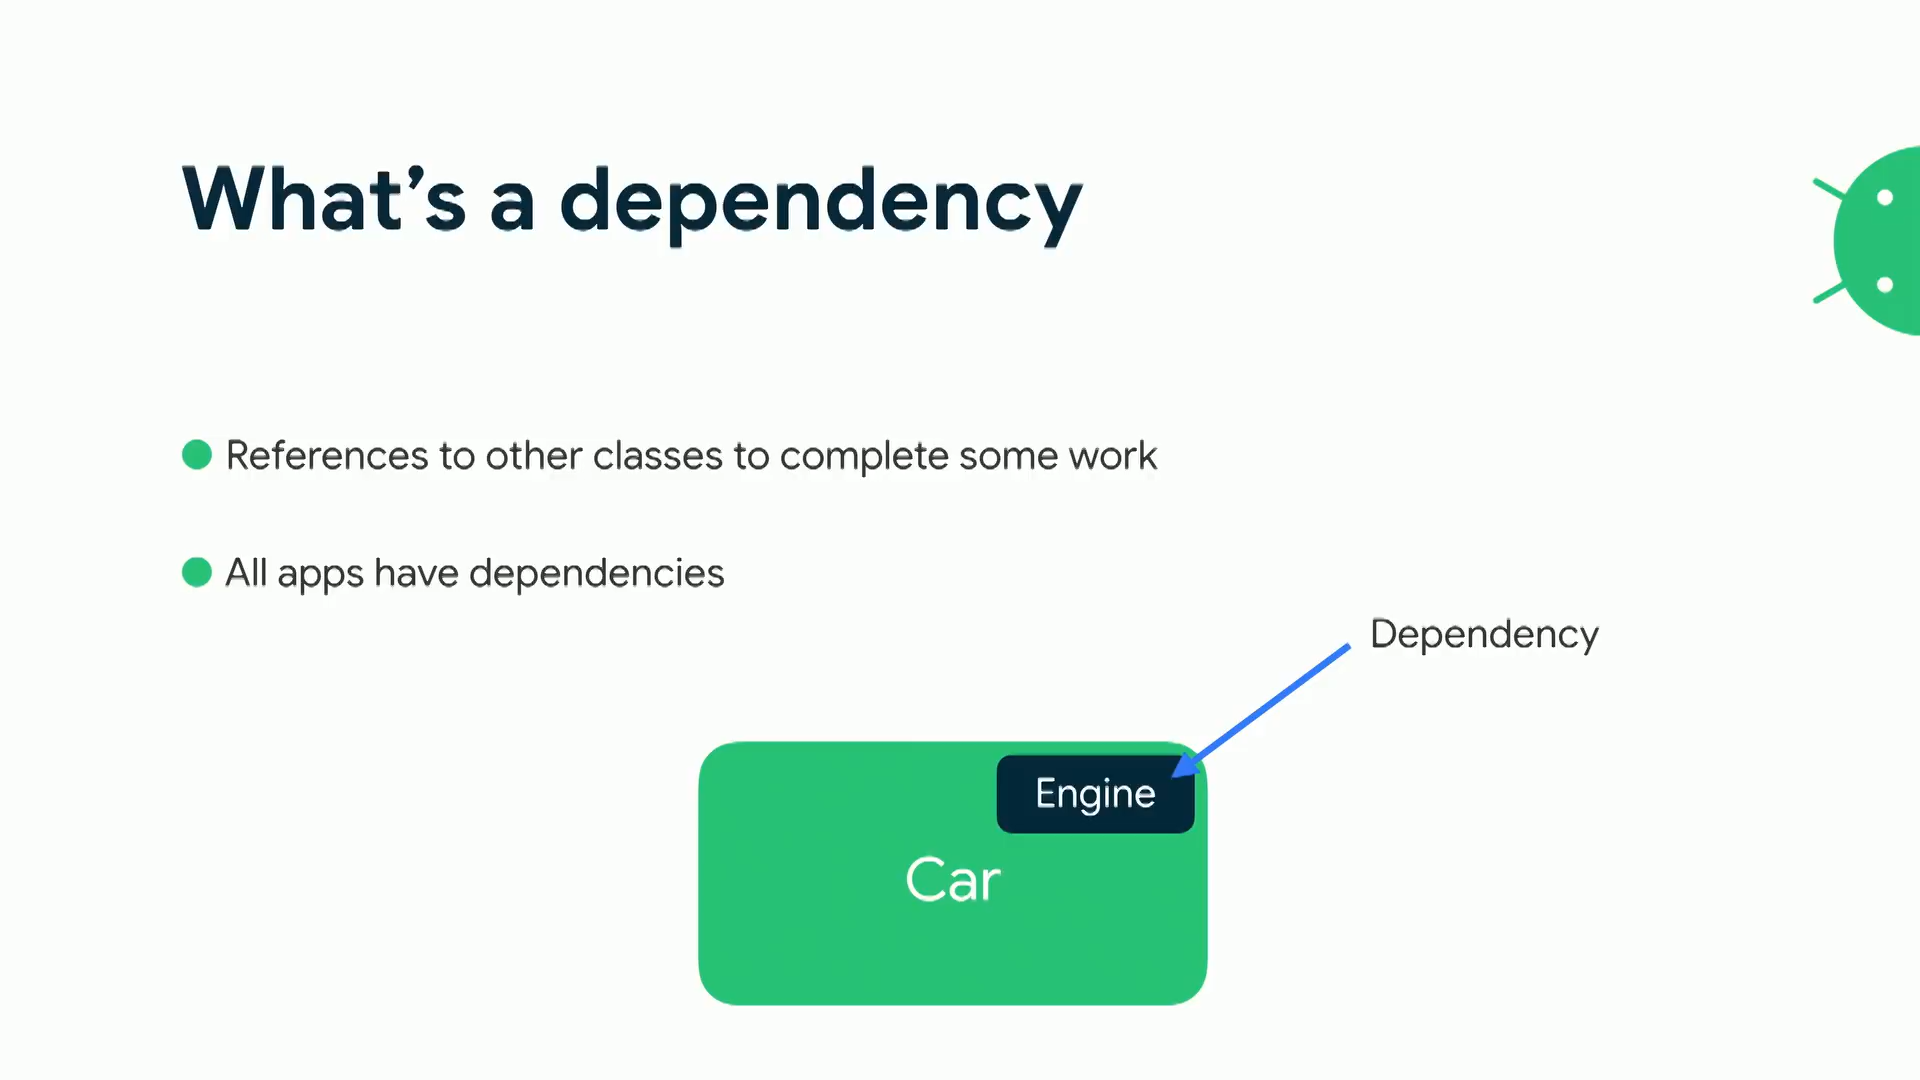 What’s a dependency
References to other classes to complete some work
All apps have dependencies
Dependency
Engine
Car